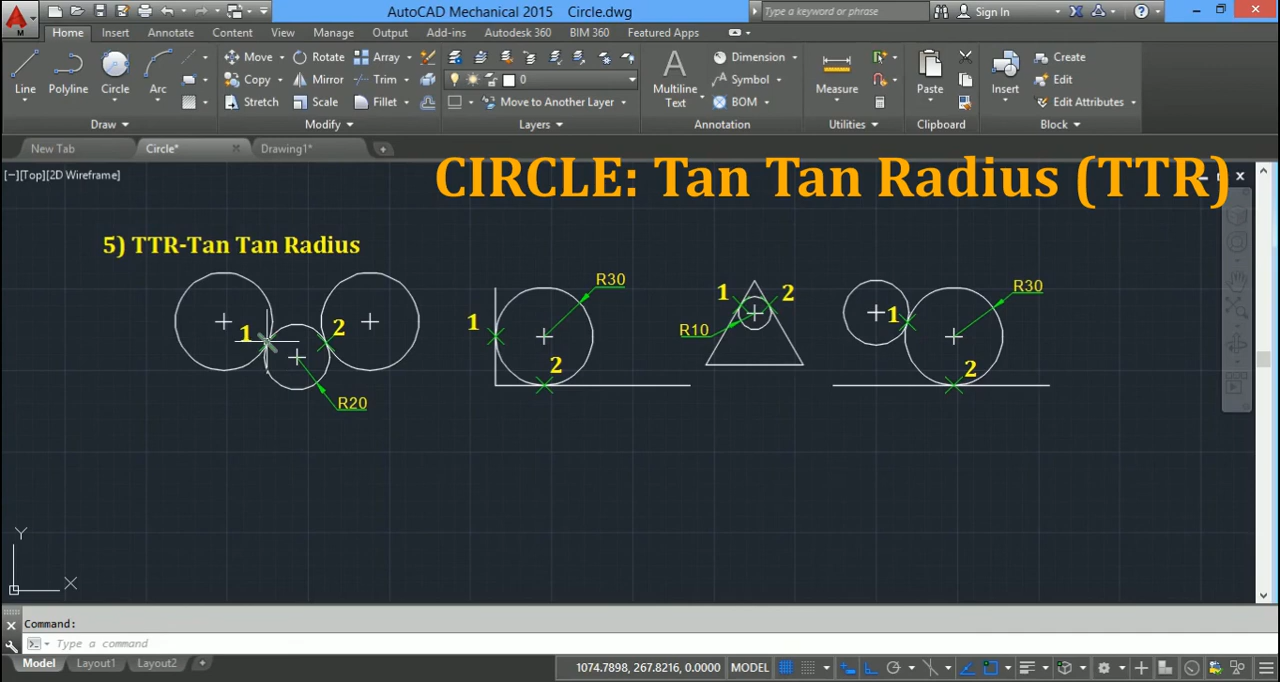 AutoCAD Mechanical 2015 Circle.dwg
Type a keyword or phrase
Sign In
M
Home Insert Annotate Content View Manage Output Add-ins Autodesk 360 BIM 360 Featured Apps
Line Polyline Circle Arc
Move Rotate Array
Copy Mirror Trim
Stretch Scale Fillet
0
Move to Another Layer
Multiline Text
Dimension
Symbol
BOM
Measure
Paste
Insert
Create
Edit
Edit Attributes
Draw Modify Layers Annotation Utilities Clipboard Block
New Tab Circle* Drawing1*
[−][Top][2D Wireframe]
CIRCLE: Tan Tan Radius (TTR)
5) TTR-Tan Tan Radius
1 2 R20
1 2 R30
1 2 R10
1 2 R30
Y
X
Command:
Type a command
Model Layout1 Layout2
1074.7898, 267.8216, 0.0000 MODEL